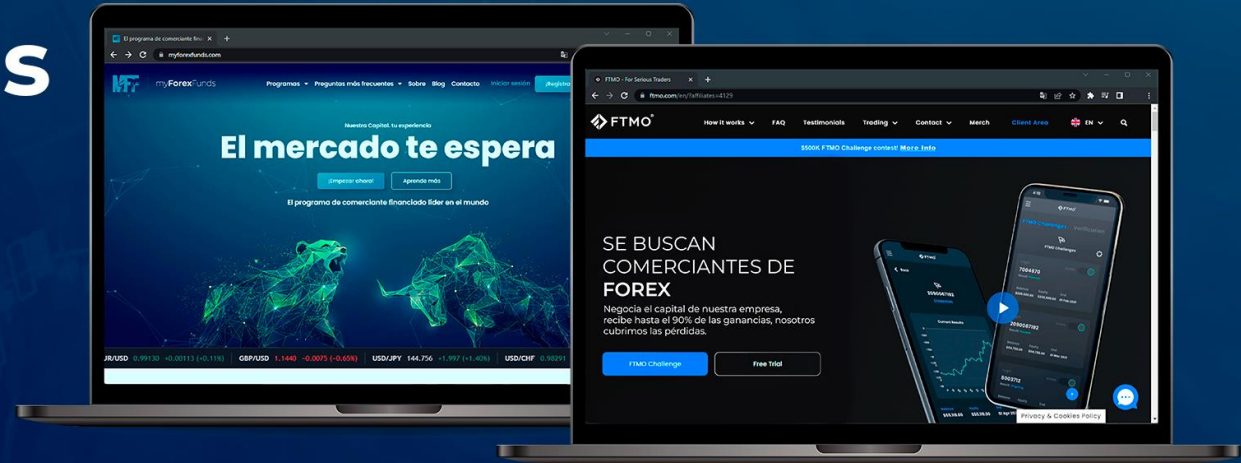 S
El programa de comerciante fina
myforexfunds.com
myForexFunds
Programas
Preguntas más frecuentes
Sobre
Blog
Contacto
Iniciar sesión
Nuestra Capital, tu experiencia
El mercado te espera
¡Empezar ahora!
Aprende más
El programa de comerciante financiado líder en el mundo
JR/USD 0.99130 +0.00113 (+0.11%)
GBP/USD 1.1440 -0.0075 (-0.65%)
USD/JPY 144.756 +1.997 (+1.40%)
USD/CHF 0.98291
FTMO - For Serious Traders
ftmo.com/en/?affiliates=4129
FTMO
How it works
FAQ
Testimonials
Trading
Contact
Merch
Client Area
EN
$500K FTMO Challenge contest! More Info
SE BUSCAN
COMERCIANTES DE
FOREX
Negocia el capital de nuestra empresa,
recibe hasta el 90% de las ganancias, nosotros
cubrimos las pérdidas.
FTMO Challenge
Free Trial
Privacy & Cookies Policy